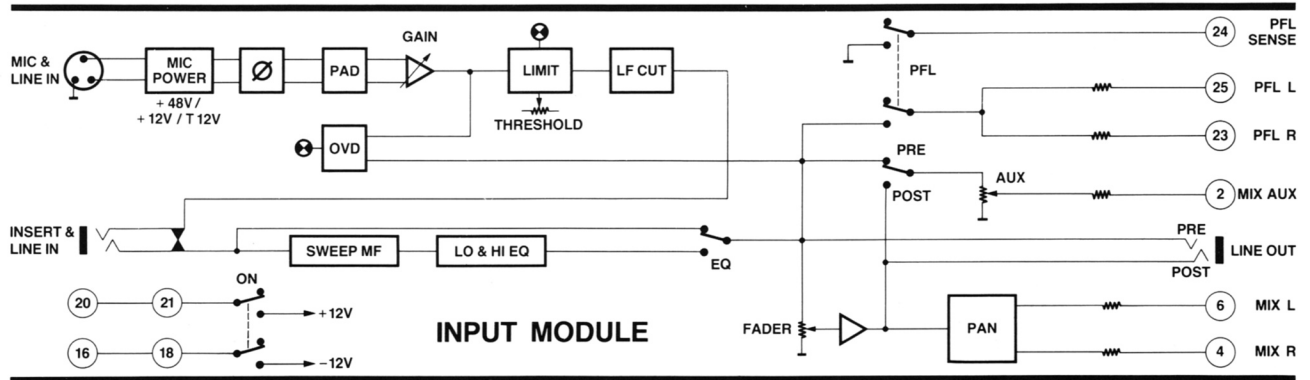 MIC &
LINE IN
MIC
POWER
+ 48V /
+ 12V / T 12V
Ø
PAD
GAIN
LIMIT
THRESHOLD
LF CUT
OVD
PFL
24
PFL
SENSE
25
PFL L
23
PFL R
PRE
POST
AUX
2
MIX AUX
INSERT &
LINE IN
SWEEP MF
LO & HI EQ
EQ
PRE
POST
LINE OUT
20
21
ON
+12V
16
18
−12V
INPUT MODULE
FADER
PAN
6
MIX L
4
MIX R